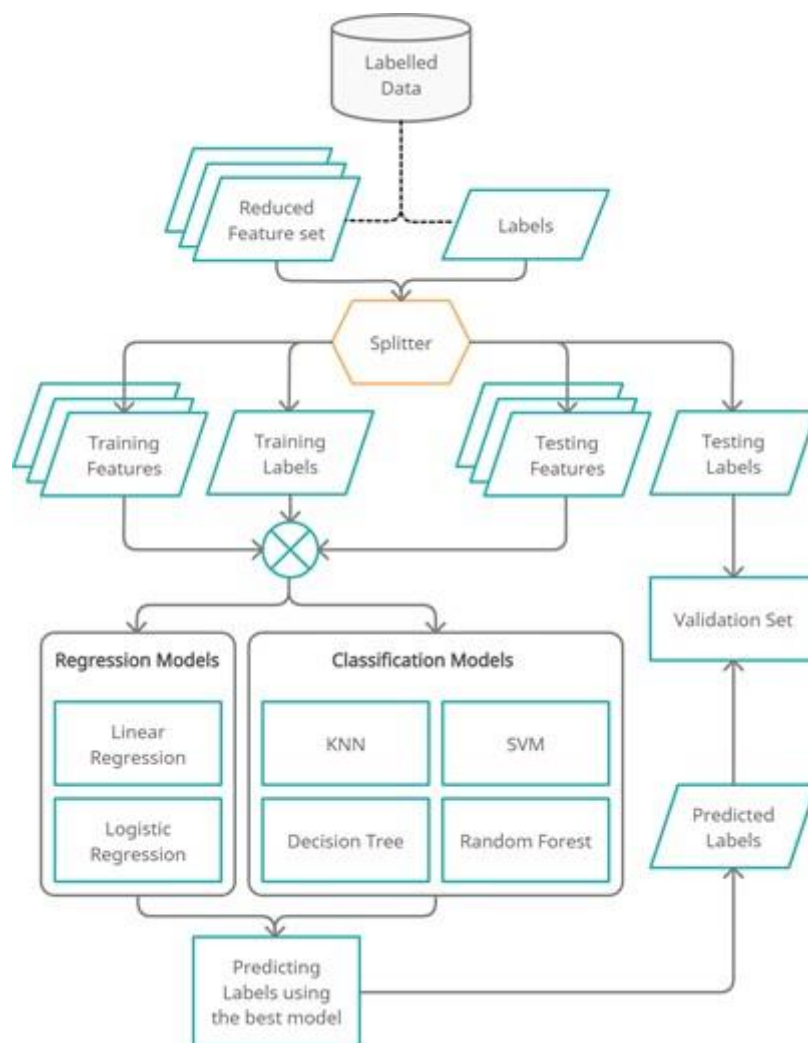 Labelled
Data
Reduced
Feature set
Labels
Splitter
Training
Features
Training
Labels
Testing
Features
Testing
Labels
Validation Set
Regression Models
Classification Models
Linear
Regression
KNN
SVM
Logistic
Regression
Decision Tree
Random Forest
Predicted
Labels
Predicting
Labels using
the best model